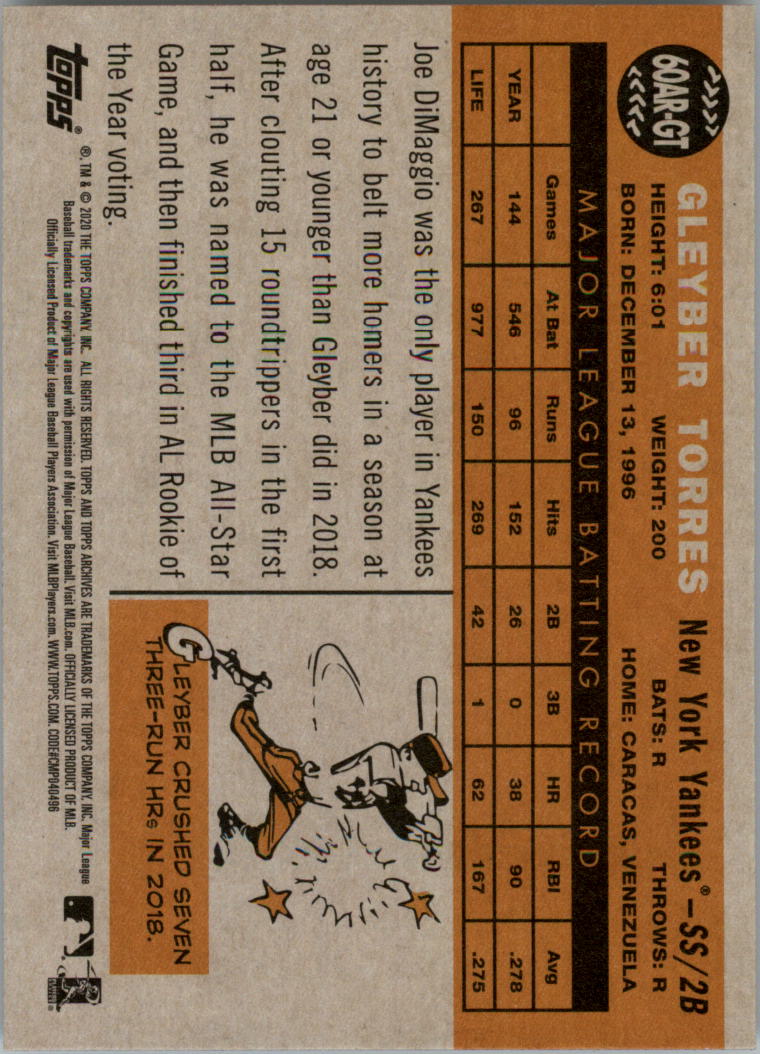 60AR-GT
GLEYBER TORRES New York Yankees®–SS/2B
HEIGHT: 6:01 WEIGHT: 200 BATS: R THROWS: R
BORN: DECEMBER 13, 1996 HOME: CARACAS, VENEZUELA
MAJOR LEAGUE BATTING RECORD
Games At Bat Runs Hits 2B 3B HR RBI Avg
YEAR 144 546 96 152 26 0 38 90 .278
LIFE 267 977 150 269 42 1 62 167 .275
Joe DiMaggio was the only player in Yankees
history to belt more homers in a season at
age 21 or younger than Gleyber did in 2018.
After clouting 15 roundtrippers in the first
half, he was named to the MLB All-Star
Game, and then finished third in AL Rookie of
the Year voting.
GLEYBER CRUSHED SEVEN
THREE-RUN HRs IN 2018.
topps®
®, TM & © 2020 THE TOPPS COMPANY, INC. ALL RIGHTS RESERVED. TOPPS AND TOPPS ARCHIVES ARE TRADEMARKS OF THE TOPPS COMPANY, INC. Major League
Baseball trademarks and copyrights are used with permission of Major League Baseball. Visit MLB.com. OFFICIALLY LICENSED PRODUCT OF MLB.
Officially Licensed Product of Major League Baseball Players Association. Visit MLBPlayers.com. WWW.TOPPS.COM. CODE#CMP040496